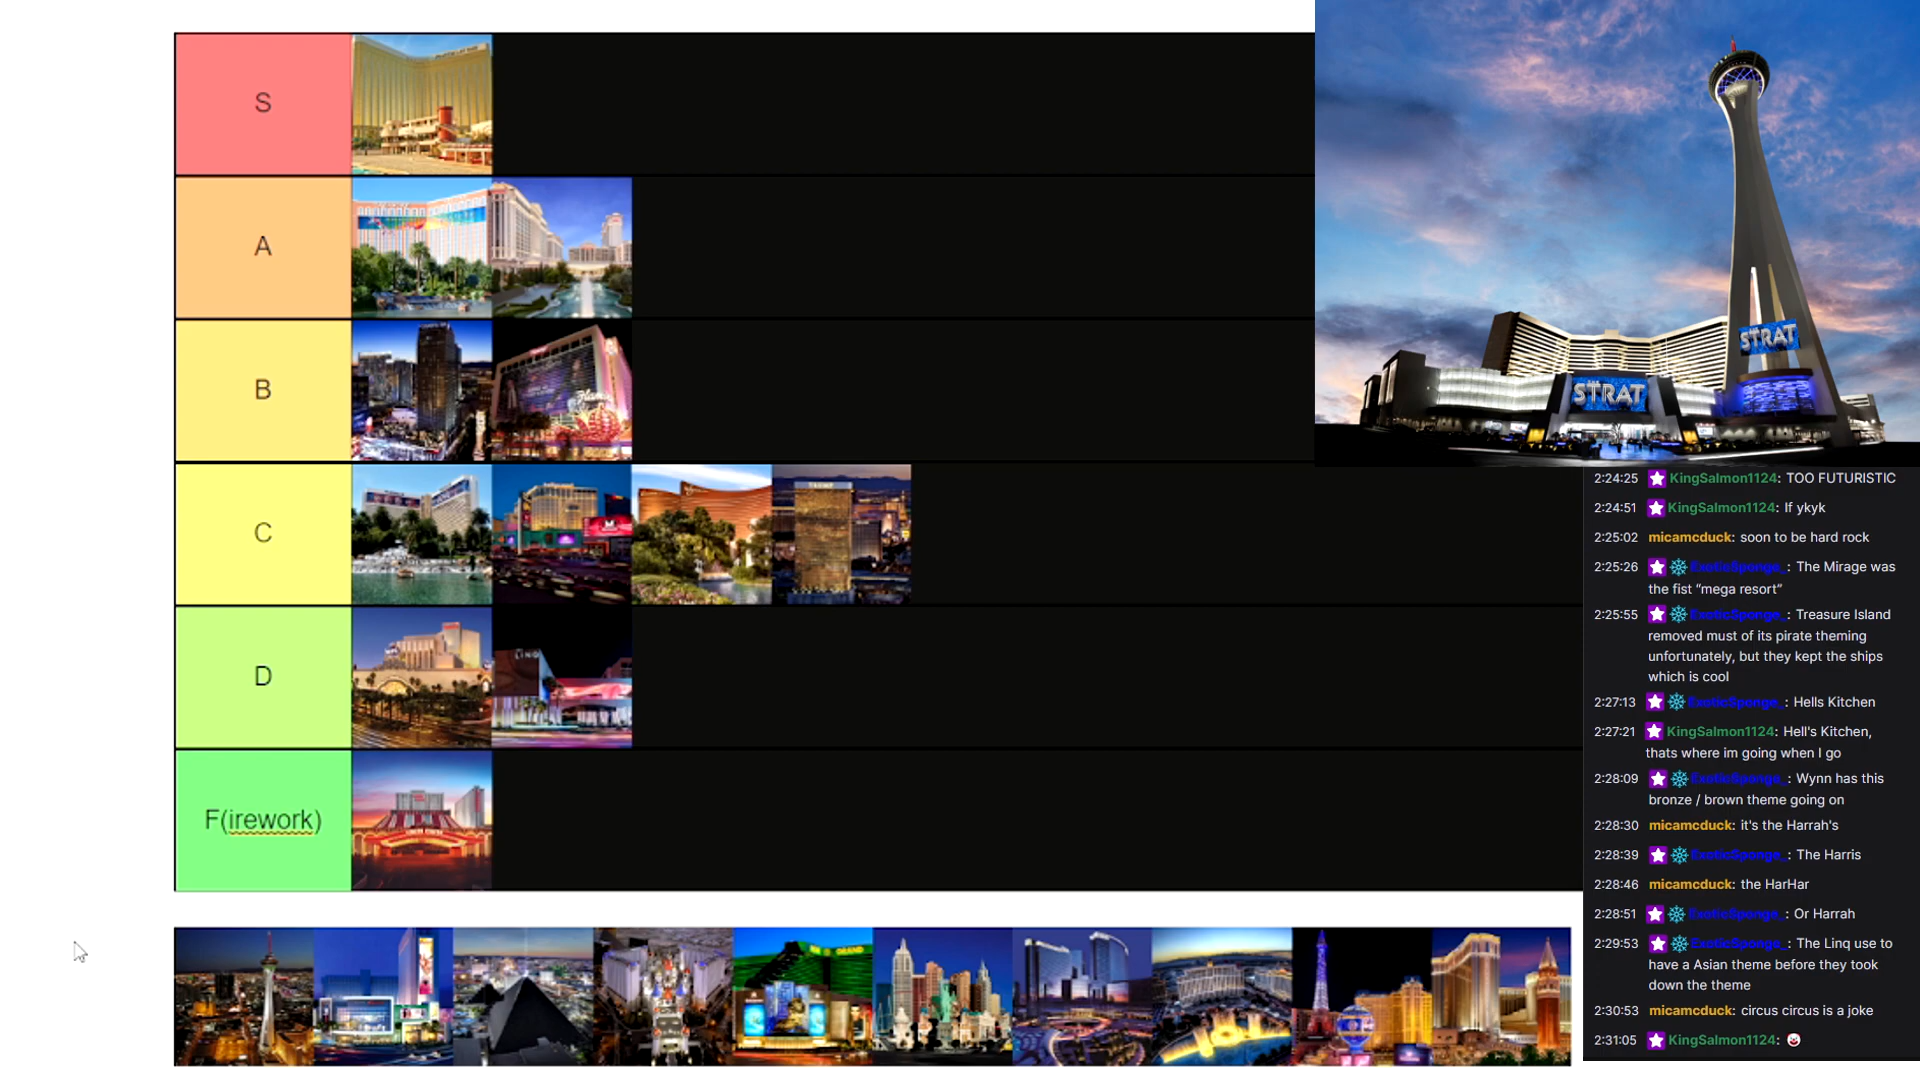 S
A
B
C
D
F(irework)
STRAT
STRAT
2:24:25 KingSalmon1124: TOO FUTURISTIC
2:24:51 KingSalmon1124: If ykyk
2:25:02 micamcduck: soon to be hard rock
2:25:26 ExoticSponge_: The Mirage was
the fist “mega resort”
2:25:55 ExoticSponge_: Treasure Island
removed must of its pirate theming
unfortunately, but they kept the ships
which is cool
2:27:13 ExoticSponge_: Hells Kitchen
2:27:21 KingSalmon1124: Hell's Kitchen,
thats where im going when I go
2:28:09 ExoticSponge_: Wynn has this
bronze / brown theme going on
2:28:30 micamcduck: it's the Harrah's
2:28:39 ExoticSponge_: The Harris
2:28:46 micamcduck: the HarHar
2:28:51 ExoticSponge_: Or Harrah
2:29:53 ExoticSponge_: The Linq use to
have a Asian theme before they took
down the theme
2:30:53 micamcduck: circus circus is a joke
2:31:05 KingSalmon1124: